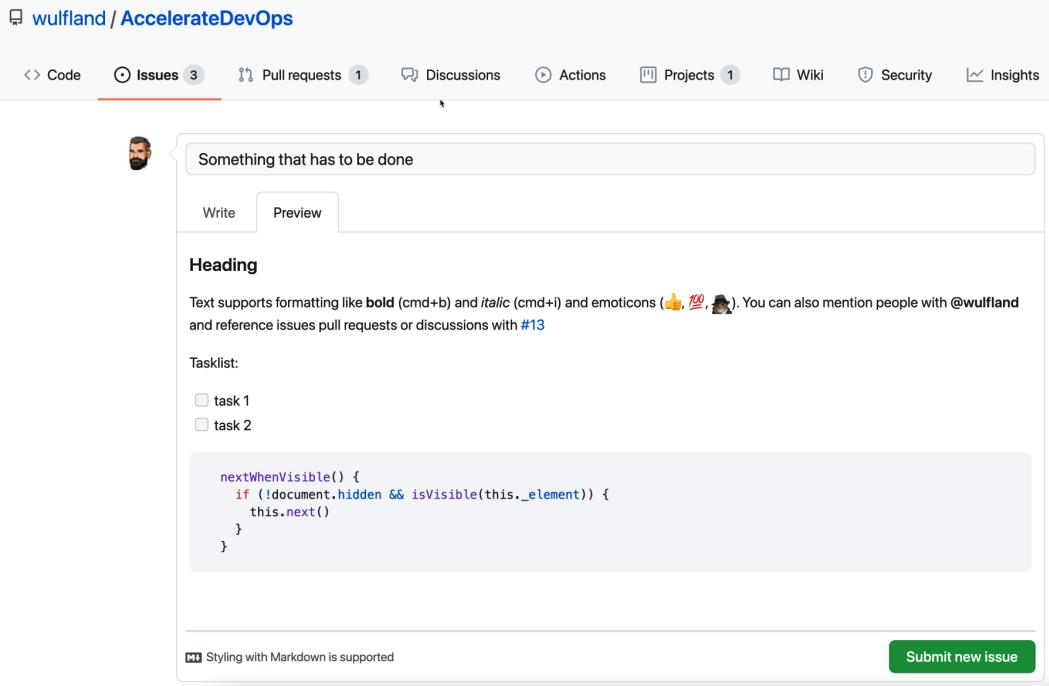 wulfland / AccelerateDevOps
Code Issues 3 Pull requests 1 Discussions Actions Projects 1 Wiki Security Insights
Something that has to be done
Write Preview
Heading
Text supports formatting like bold (cmd+b) and italic (cmd+i) and emoticons (👍, 💯, 🕵️). You can also mention people with @wulfland
and reference issues pull requests or discussions with #13
Tasklist:
task 1
task 2
nextWhenVisible() {
  if (!document.hidden && isVisible(this._element)) {
    this.next()
  }
}
Styling with Markdown is supported
Submit new issue